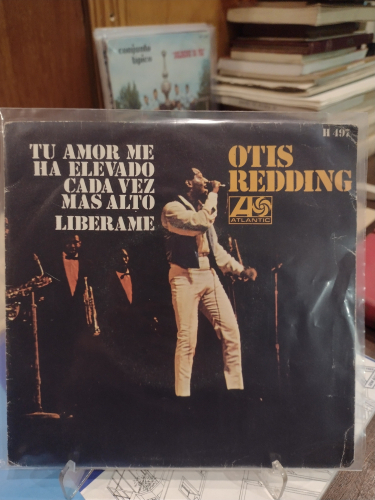 conjunto
típico
H 497
TU AMOR ME
HA ELEVADO
CADA VEZ
MAS ALTO
LIBERAME
OTIS
REDDING
ATLANTIC